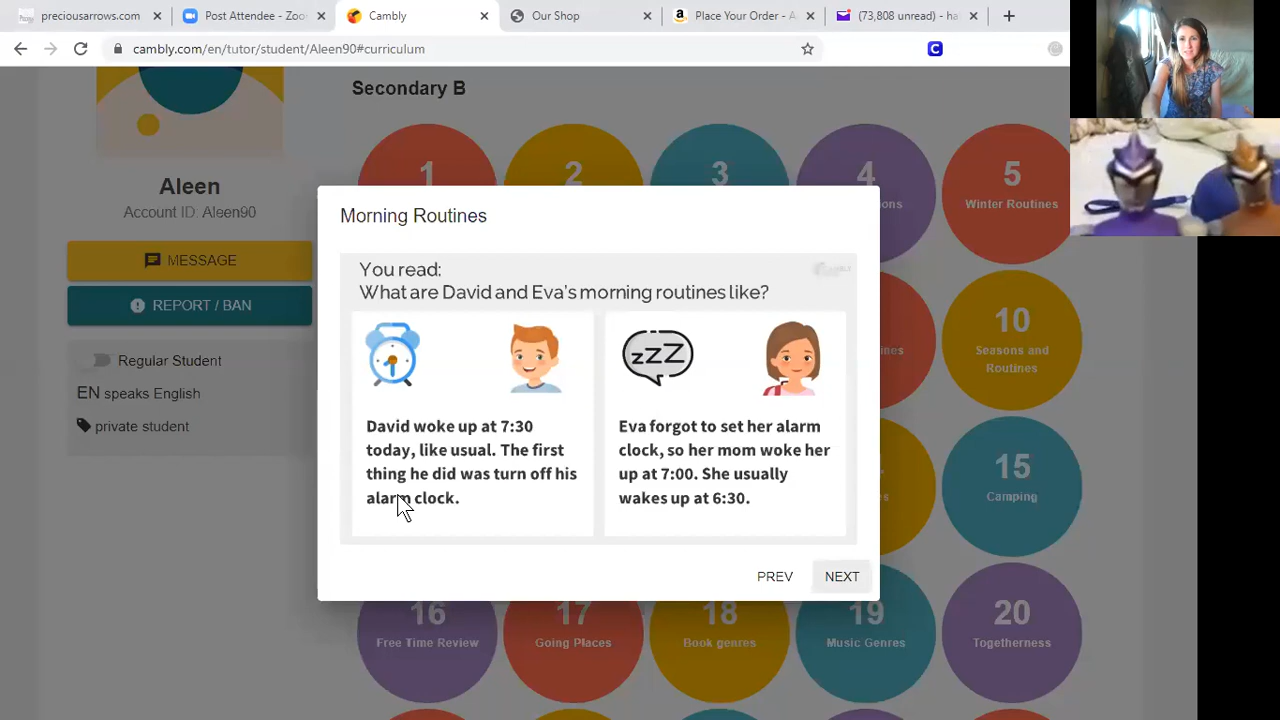 preciousarrows.com
Post Attendee - Zoo
Cambly
Our Shop
Place Your Order - A
(73,808 unread) - ha
cambly.com/en/tutor/student/Aleen90#curriculum
Secondary B
1
2
3
4
5
Winter Routines
Aleen
Account ID: Aleen90
MESSAGE
REPORT / BAN
Regular Student
EN speaks English
private student
Morning Routines
You read:
What are David and Eva's morning routines like?
zZZ
David woke up at 7:30
today, like usual. The first
thing he did was turn off his
alarm clock.
Eva forgot to set her alarm
clock, so her mom woke her
up at 7:00. She usually
wakes up at 6:30.
PREV
NEXT
10
Seasons and
Routines
15
Camping
16
Free Time Review
17
Going Places
18
Book genres
19
Music Genres
20
Togetherness